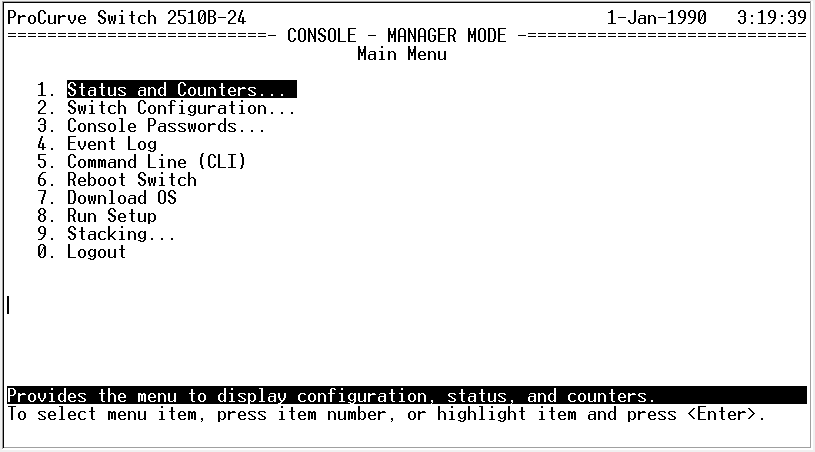 ProCurve Switch 2510B-24 1-Jan-1990 3:19:39
==========================- CONSOLE - MANAGER MODE -============================
Main Menu
1. Status and Counters...
2. Switch Configuration...
3. Console Passwords...
4. Event Log
5. Command Line (CLI)
6. Reboot Switch
7. Download OS
8. Run Setup
9. Stacking...
0. Logout
Provides the menu to display configuration, status, and counters.
To select menu item, press item number, or highlight item and press <Enter>.